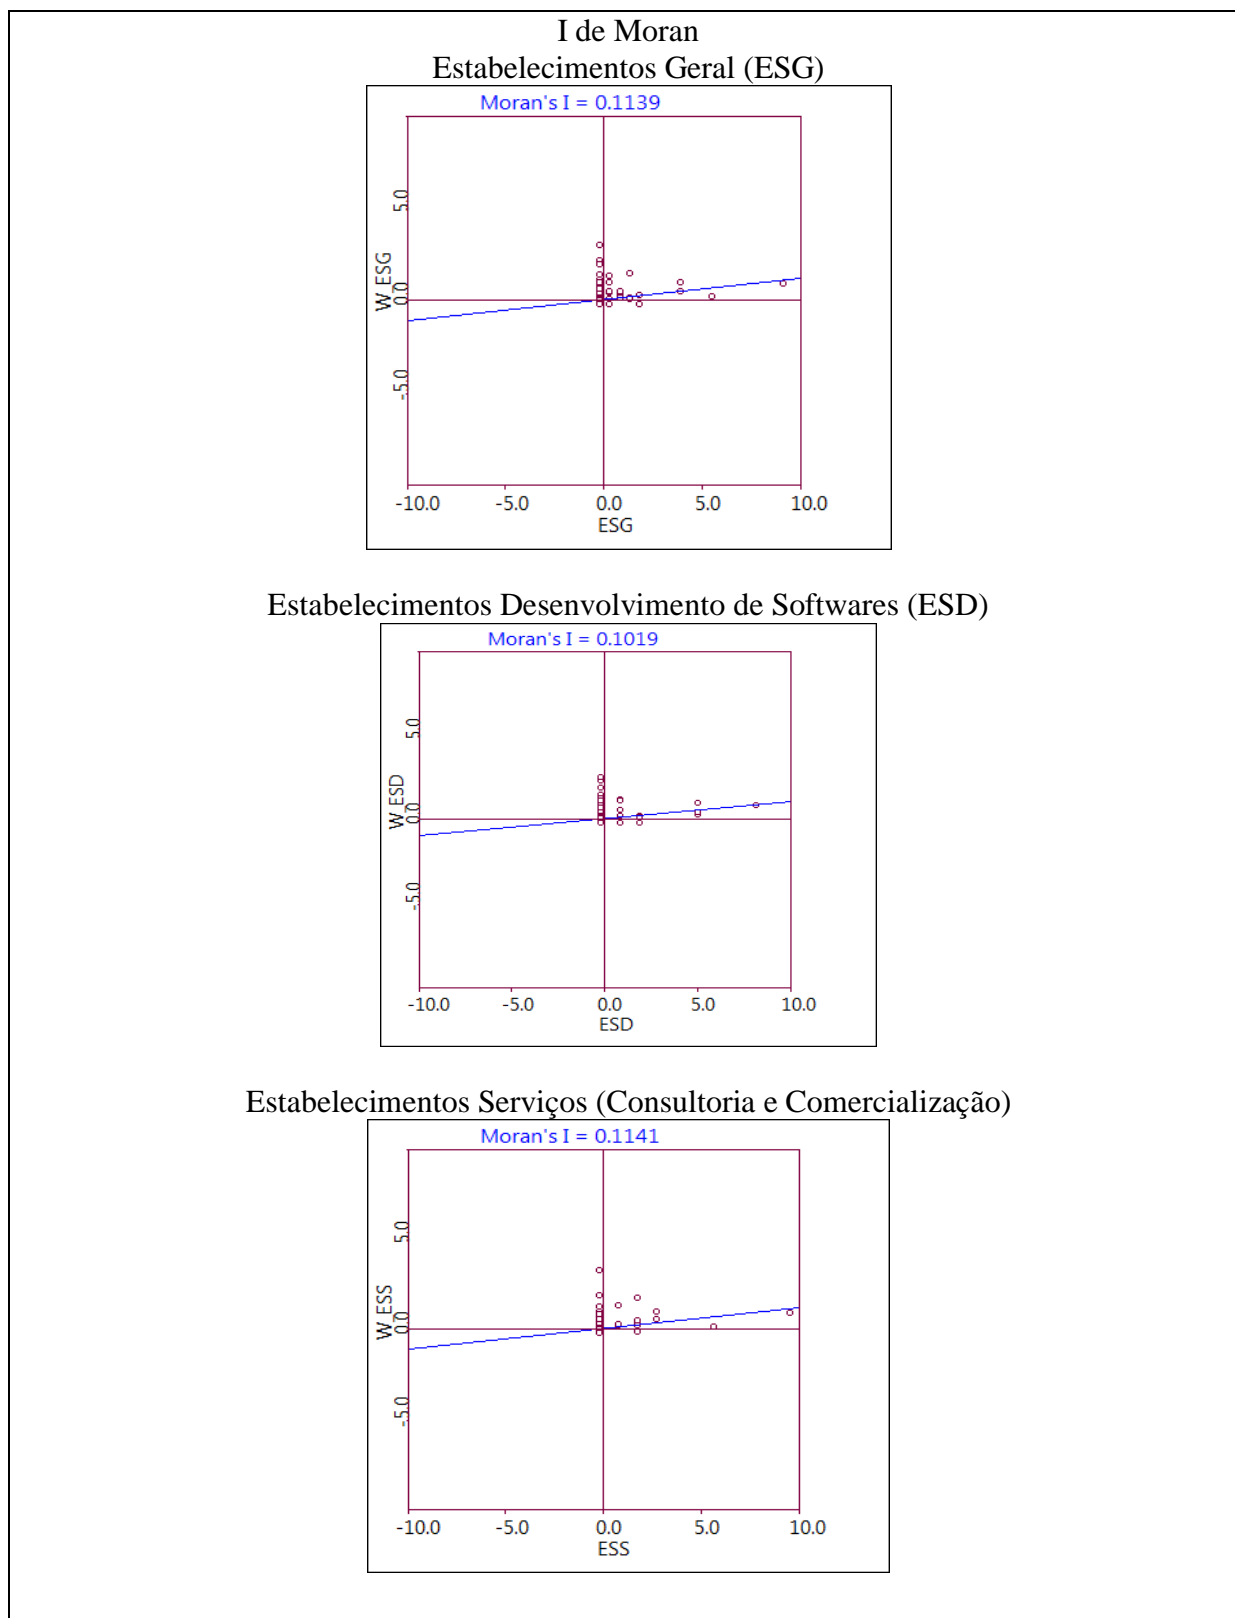 I de Moran
Estabelecimentos Geral (ESG)
Moran's I = 0.1139
5.0
W_ESG
0.0
-5.0
-10.0 -5.0 0.0 5.0 10.0
ESG
Estabelecimentos Desenvolvimento de Softwares (ESD)
Moran's I = 0.1019
5.0
W_ESD
0.0
-5.0
-10.0 -5.0 0.0 5.0 10.0
ESD
Estabelecimentos Serviços (Consultoria e Comercialização)
Moran's I = 0.1141
5.0
W_ESS
0.0
-5.0
-10.0 -5.0 0.0 5.0 10.0
ESS